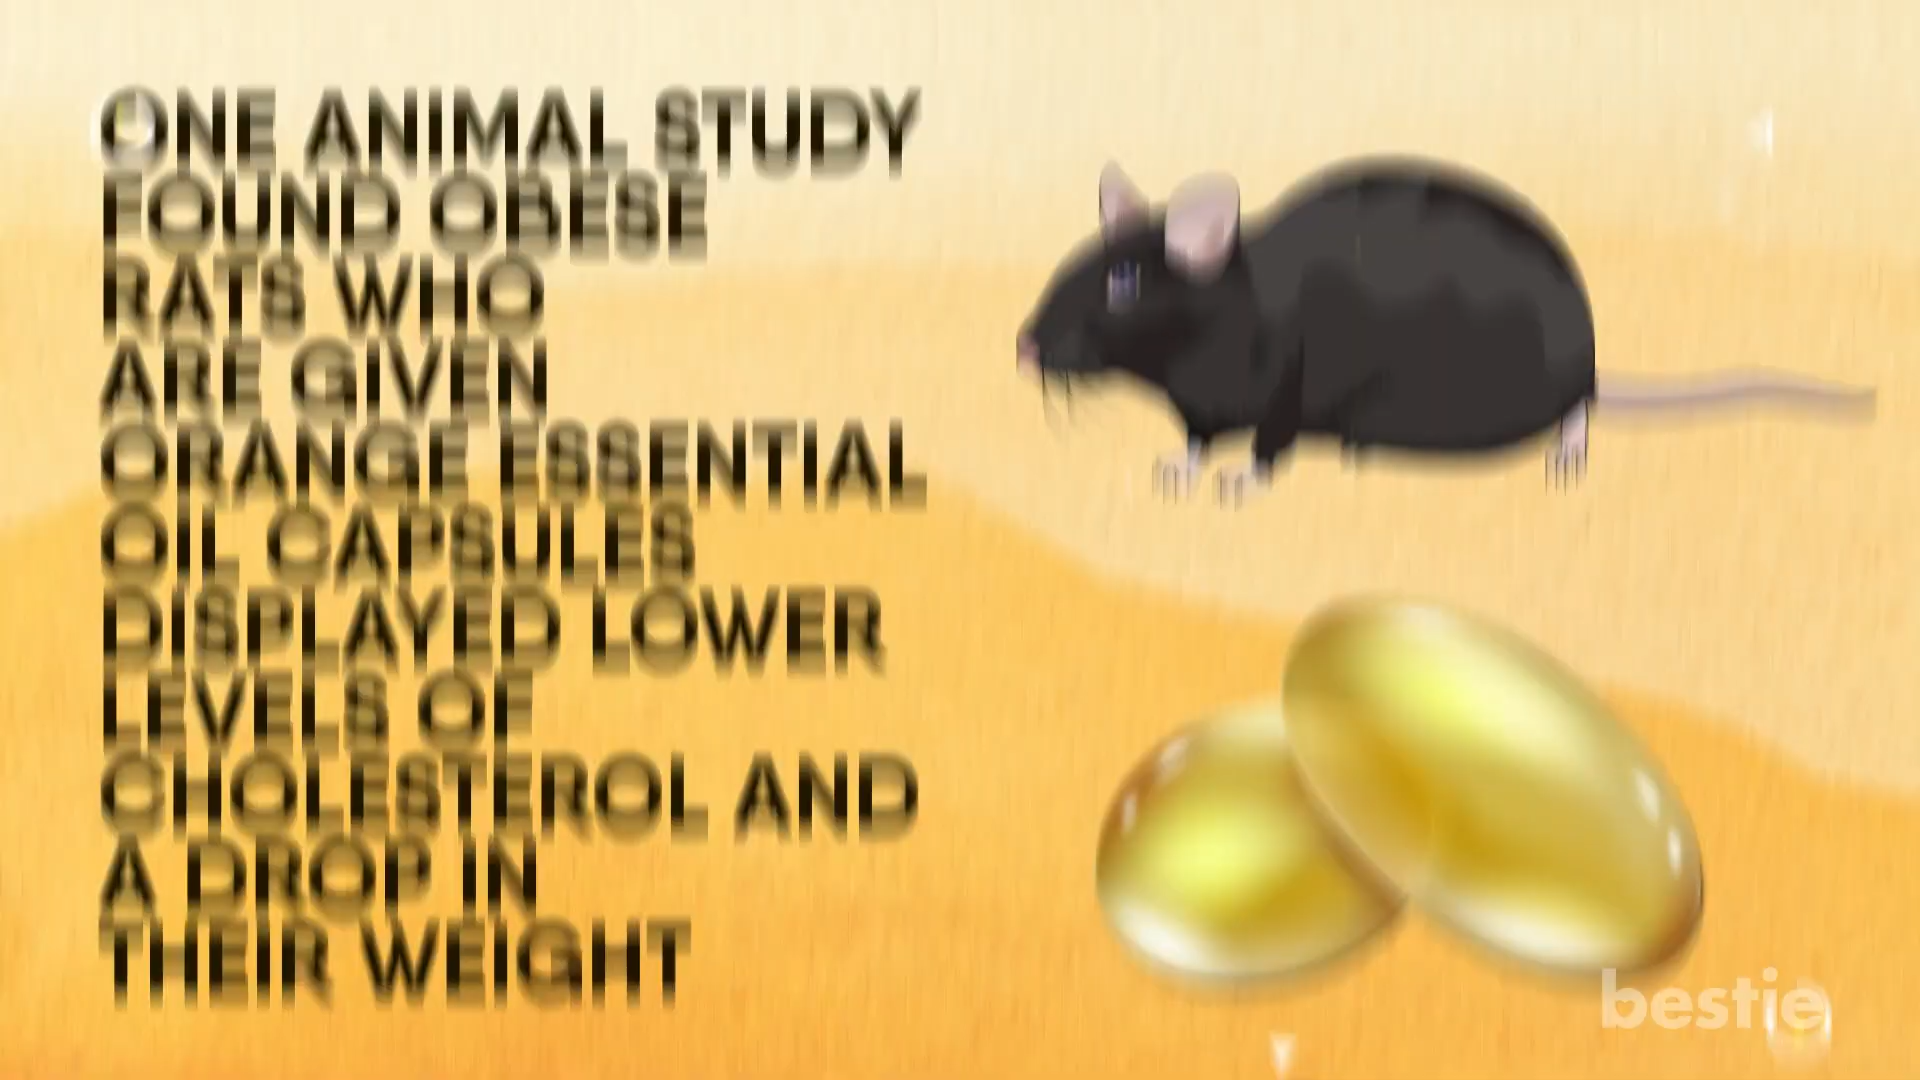 ONE ANIMAL STUDY
FOUND OBESE
RATS WHO
ARE GIVEN
ORANGE ESSENTIAL
OIL CAPSULES
DISPLAYED LOWER
LEVELS OF
CHOLESTEROL AND
A DROP IN
THEIR WEIGHT
bestie